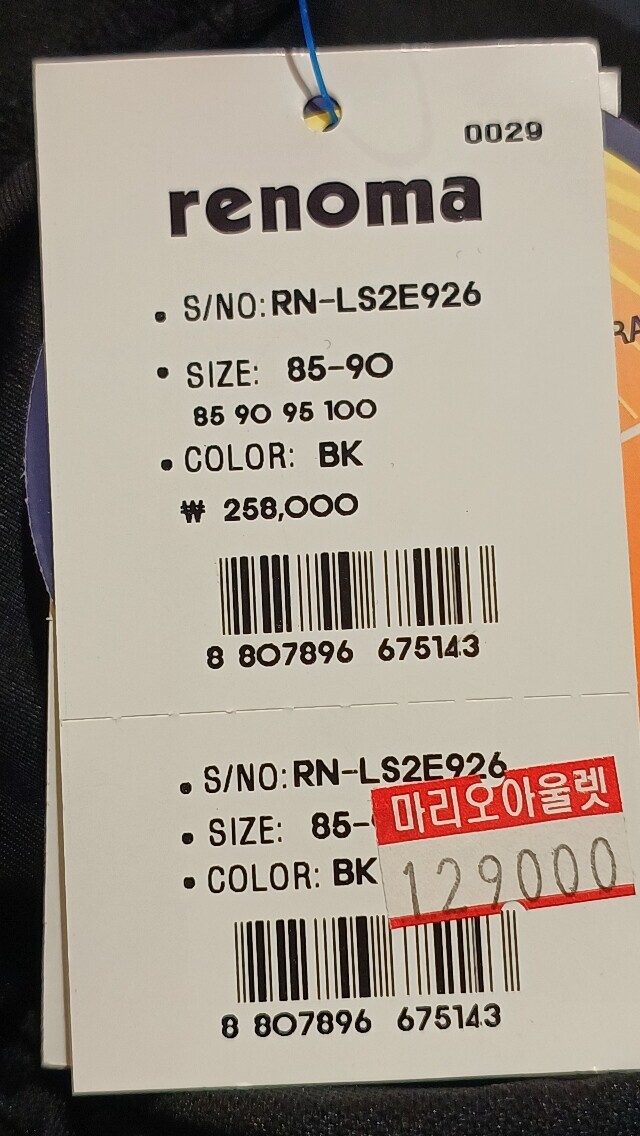 0029
renoma
• S/NO: RN-LS2E926
• SIZE: 85-90
85 90 95 100
• COLOR: BK
₩ 258,000
8 807896 675143
• S/NO: RN-LS2E926
• SIZE: 85-
마리오아울렛
• COLOR: BK
129000
8 807896 675143
RA